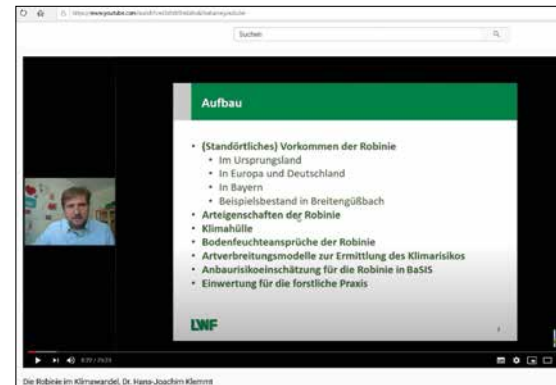 Suchen
Aufbau
• (Standörtliches) Vorkommen der Robinie
• Im Ursprungsland
• In Europa und Deutschland
• In Bayern
• Beispielsbestand in Breitengüßbach
• Arteigenschaften der Robinie
• Klimahülle
• Bodenfeuchteansprüche der Robinie
• Artverbreitungsmodelle zur Ermittlung des Klimarisikos
• Anbaurisikoeinschätzung für die Robinie in BaSIS
• Einwertung für die forstliche Praxis
LWF
Die Robinie im Klimawandel, Dr. Hans-Joachim Klemmt